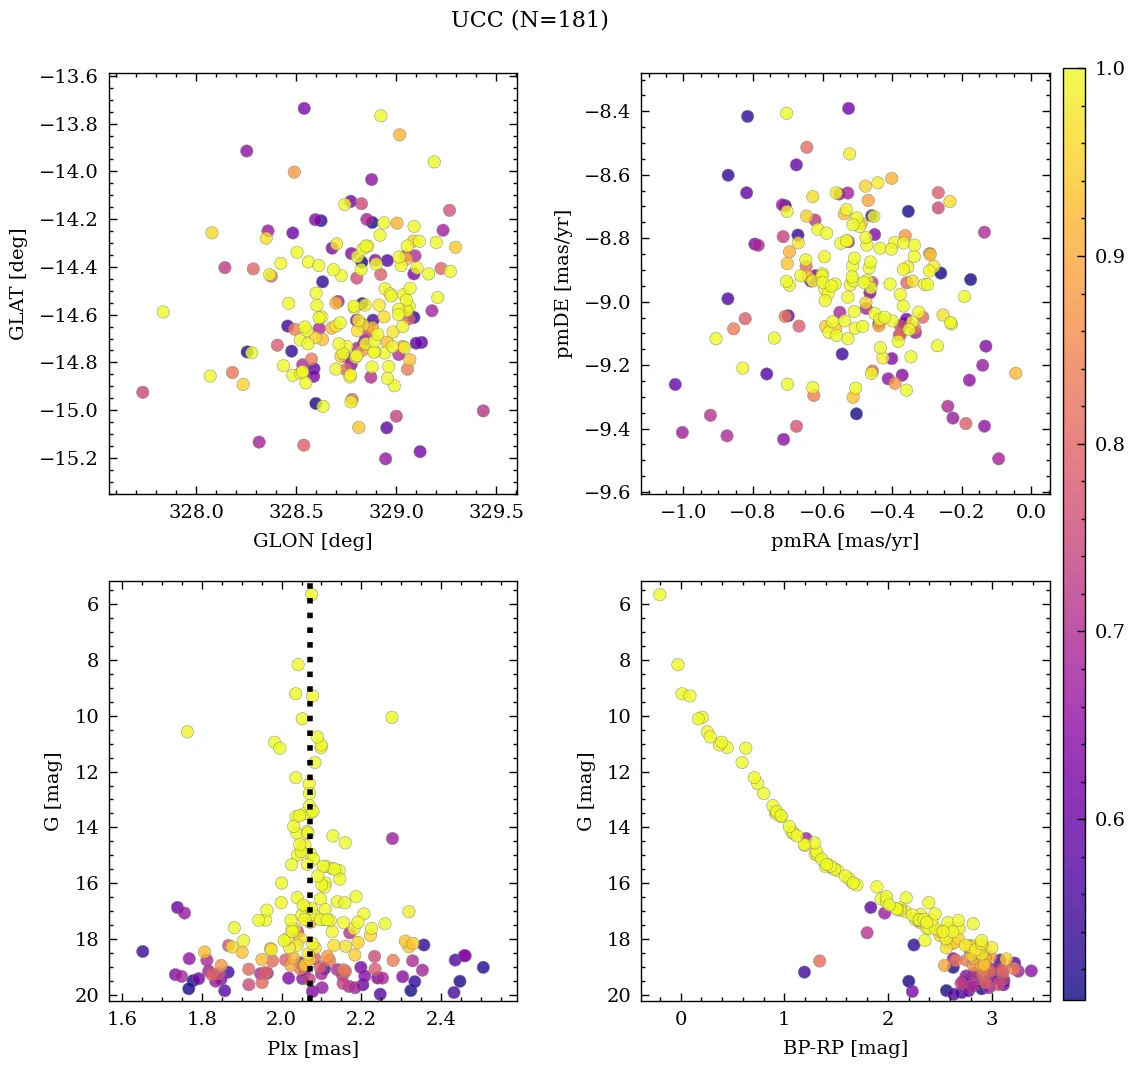 UCC (N=181)
−13.6
−13.8
−14.0
−14.2
−14.4
−14.6
−14.8
−15.0
−15.2
GLAT [deg]
328.0 328.5 329.0 329.5
GLON [deg]
−8.4
−8.6
−8.8
−9.0
−9.2
−9.4
−9.6
pmDE [mas/yr]
−1.0 −0.8 −0.6 −0.4 −0.2 0.0
pmRA [mas/yr]
1.0
0.9
0.8
0.7
0.6
6
8
10
12
14
16
18
20
G [mag]
1.6 1.8 2.0 2.2 2.4
Plx [mas]
6
8
10
12
14
16
18
20
G [mag]
0 1 2 3
BP-RP [mag]